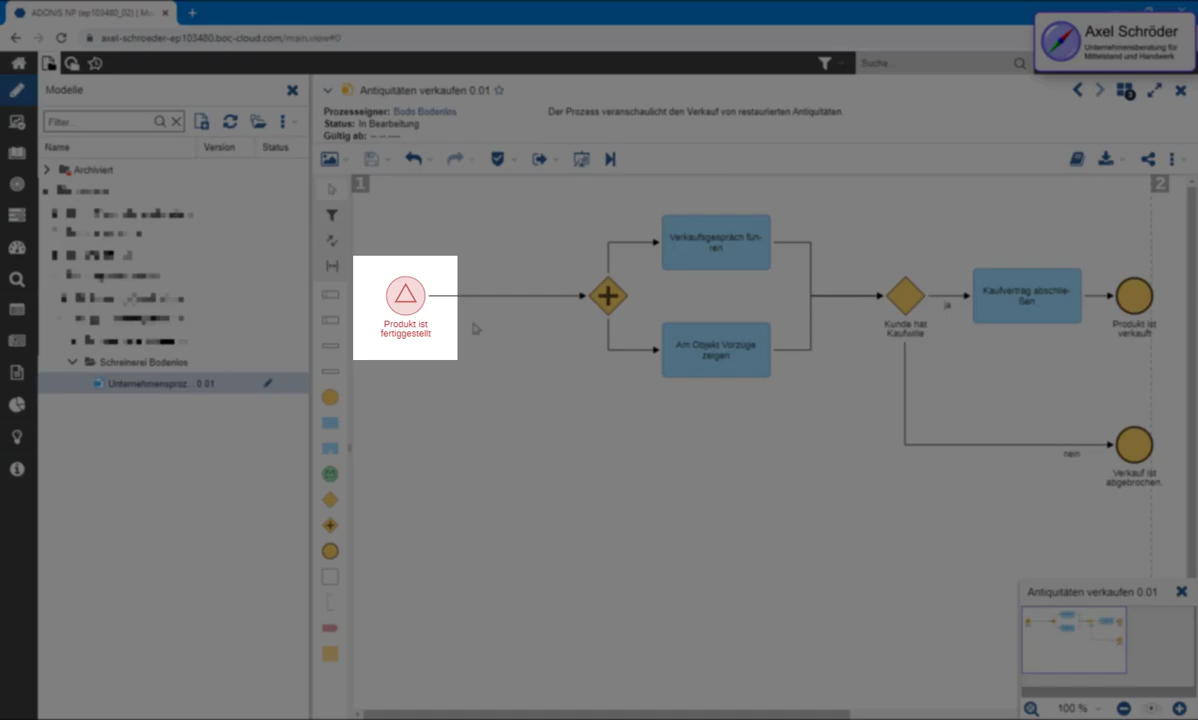 ADONIS NP (ep103480_02) | Mo...
axel-schroeder-ep103480.boc-cloud.com/main.view#0
Axel Schröder
Unternehmensberatung für
Mittelstand und Handwerk
Suche...
Modelle
Antiquitäten verkaufen 0.01
Prozesseigner: Bods Bodenlos
Der Prozess veranschaulicht den Verkauf von restaurierten Antiquitäten.
Status: In Bearbeitung
Gültig ab: -- -- ----
Filter...
Name
Version
Status
Archiviert
Schreinerei Bodenlos
Unternehmensproz... 0.01
1
2
3
Produkt ist
fertiggestellt
Verkaufsgespräch füh-
ren
Am Objekt Vorzüge
zeigen
Kunde hat
Kaufwille
ja
nein
Kaufvertrag abschlie-
ßen
Produkt ist
verkauft
Verkauf ist
abgebrochen.
Antiquitäten verkaufen 0.01
100 %